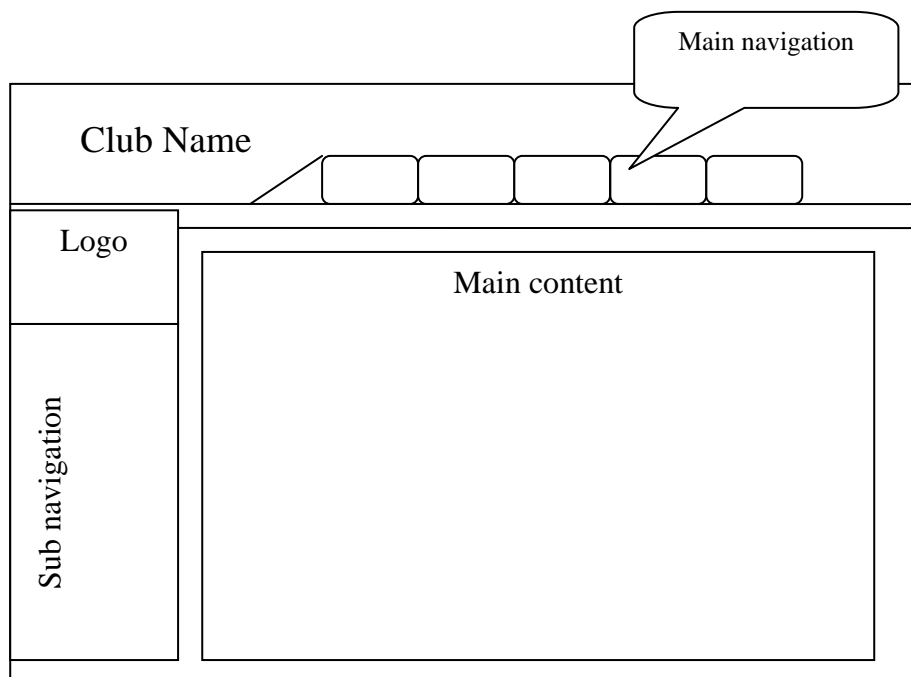 Main navigation
Club Name
Logo
Main content
Sub navigation